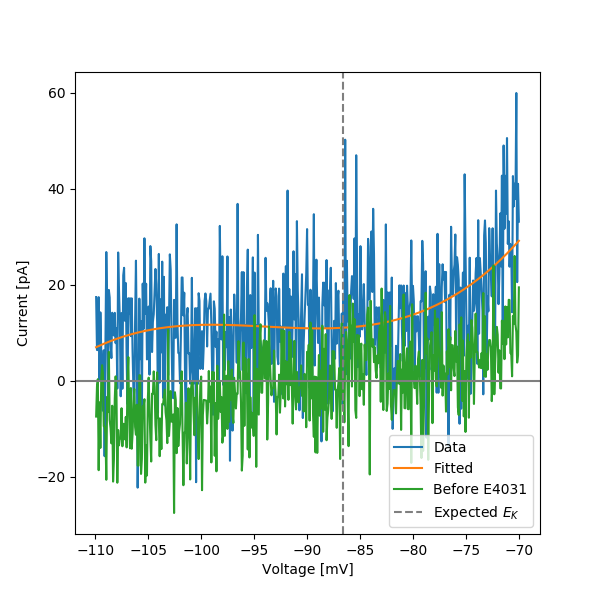 60
40
20
0
−20
Current [pA]
−110
−105
−100
−95
−90
−85
−80
−75
−70
Voltage [mV]
Data
Fitted
Before E4031
Expected E_K